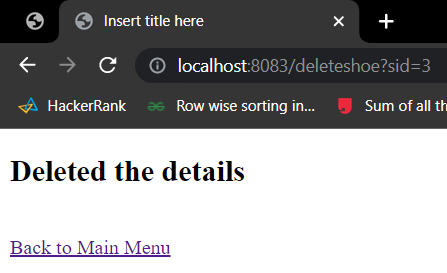 Insert title here
localhost:8083/deleteshoe?sid=3
HackerRank
Row wise sorting in...
Sum of all th
Deleted the details
Back to Main Menu